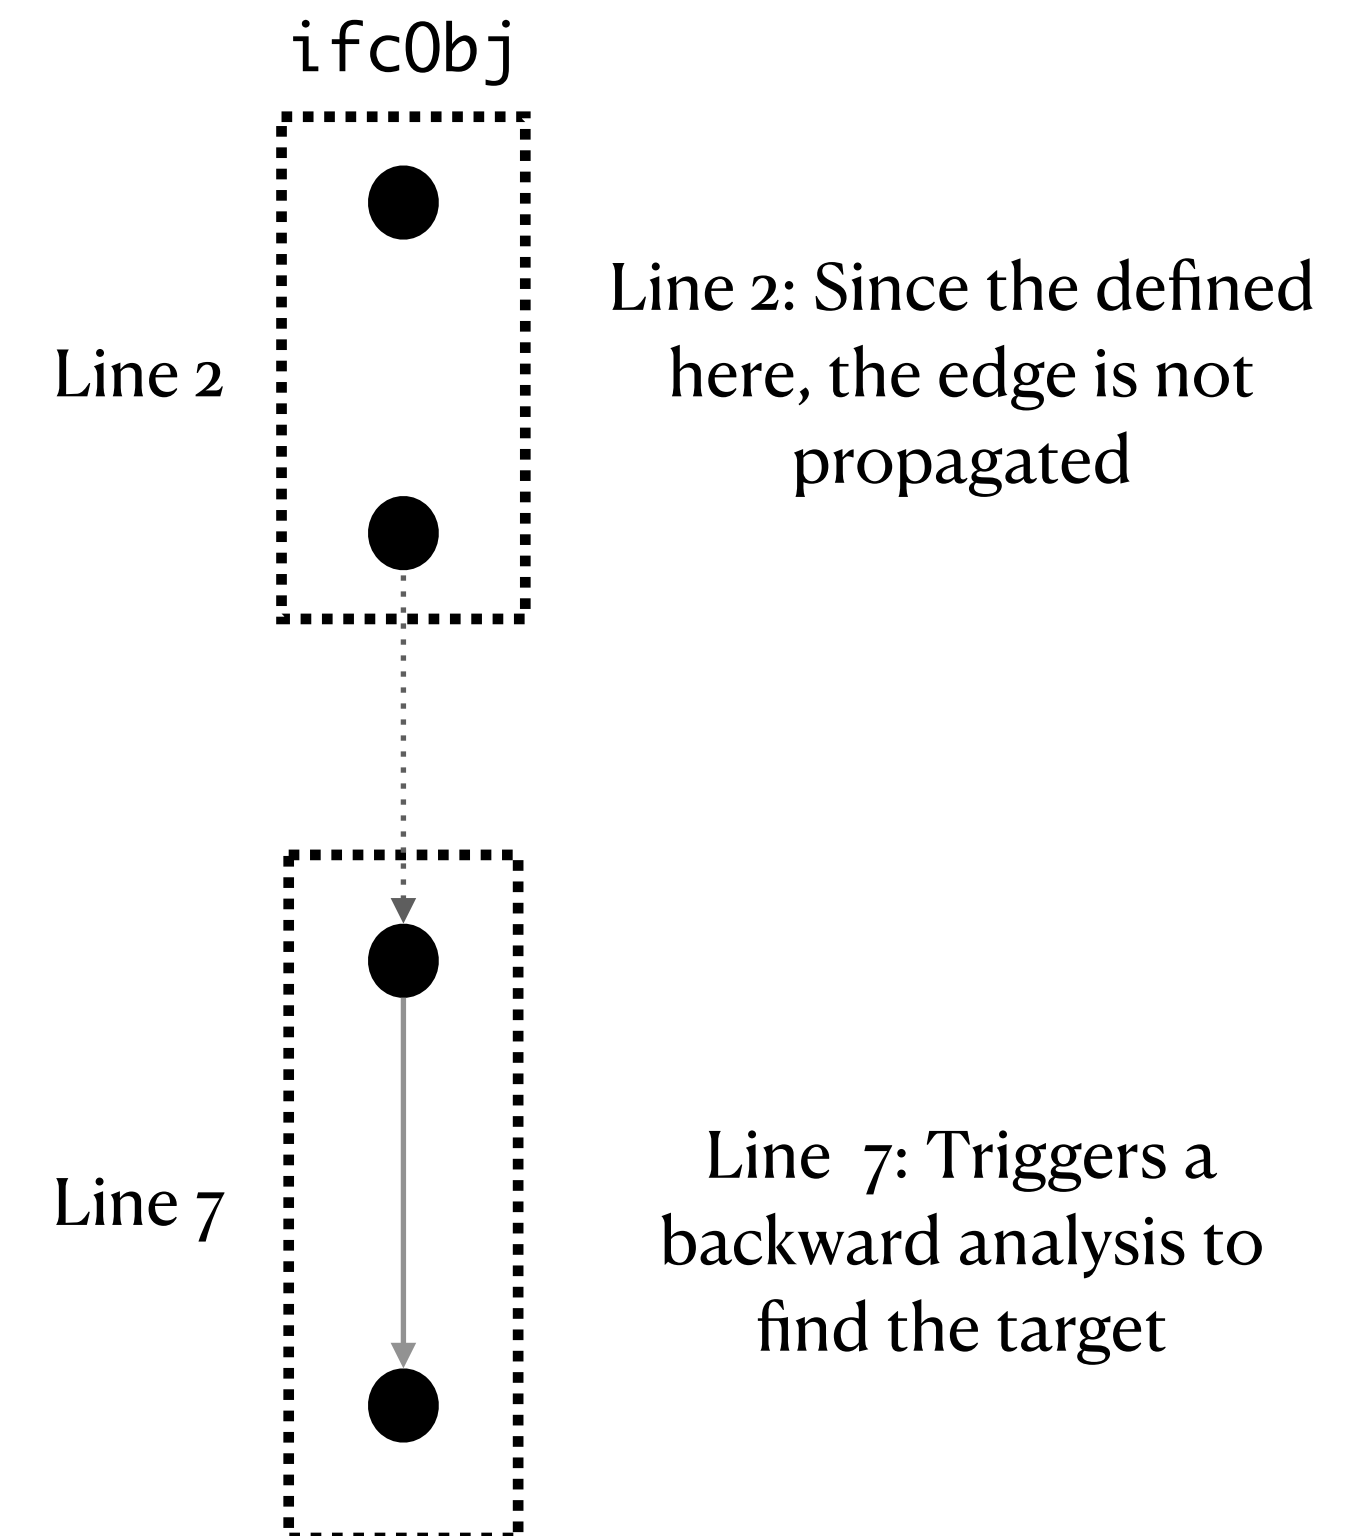 ifcObj
Line 2
Line 2: Since the defined
here, the edge is not
propagated
Line 7
Line 7: Triggers a
backward analysis to
find the target